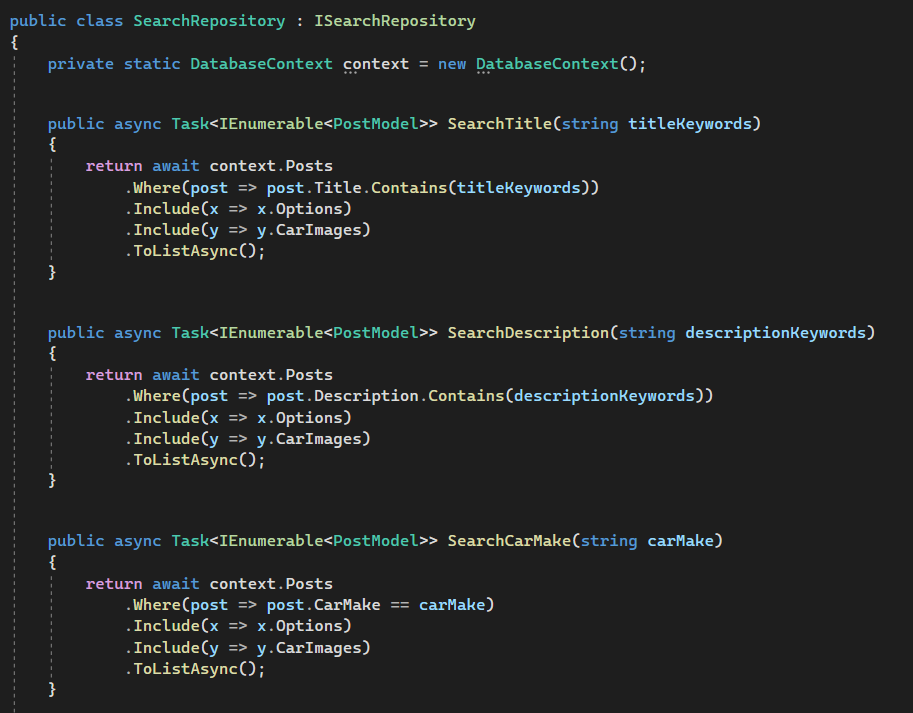 public class SearchRepository : ISearchRepository
{
    private static DatabaseContext context = new DatabaseContext();

    public async Task<IEnumerable<PostModel>> SearchTitle(string titleKeywords)
    {
        return await context.Posts
            .Where(post => post.Title.Contains(titleKeywords))
            .Include(x => x.Options)
            .Include(y => y.CarImages)
            .ToListAsync();
    }

    public async Task<IEnumerable<PostModel>> SearchDescription(string descriptionKeywords)
    {
        return await context.Posts
            .Where(post => post.Description.Contains(descriptionKeywords))
            .Include(x => x.Options)
            .Include(y => y.CarImages)
            .ToListAsync();
    }

    public async Task<IEnumerable<PostModel>> SearchCarMake(string carMake)
    {
        return await context.Posts
            .Where(post => post.CarMake == carMake)
            .Include(x => x.Options)
            .Include(y => y.CarImages)
            .ToListAsync();
    }